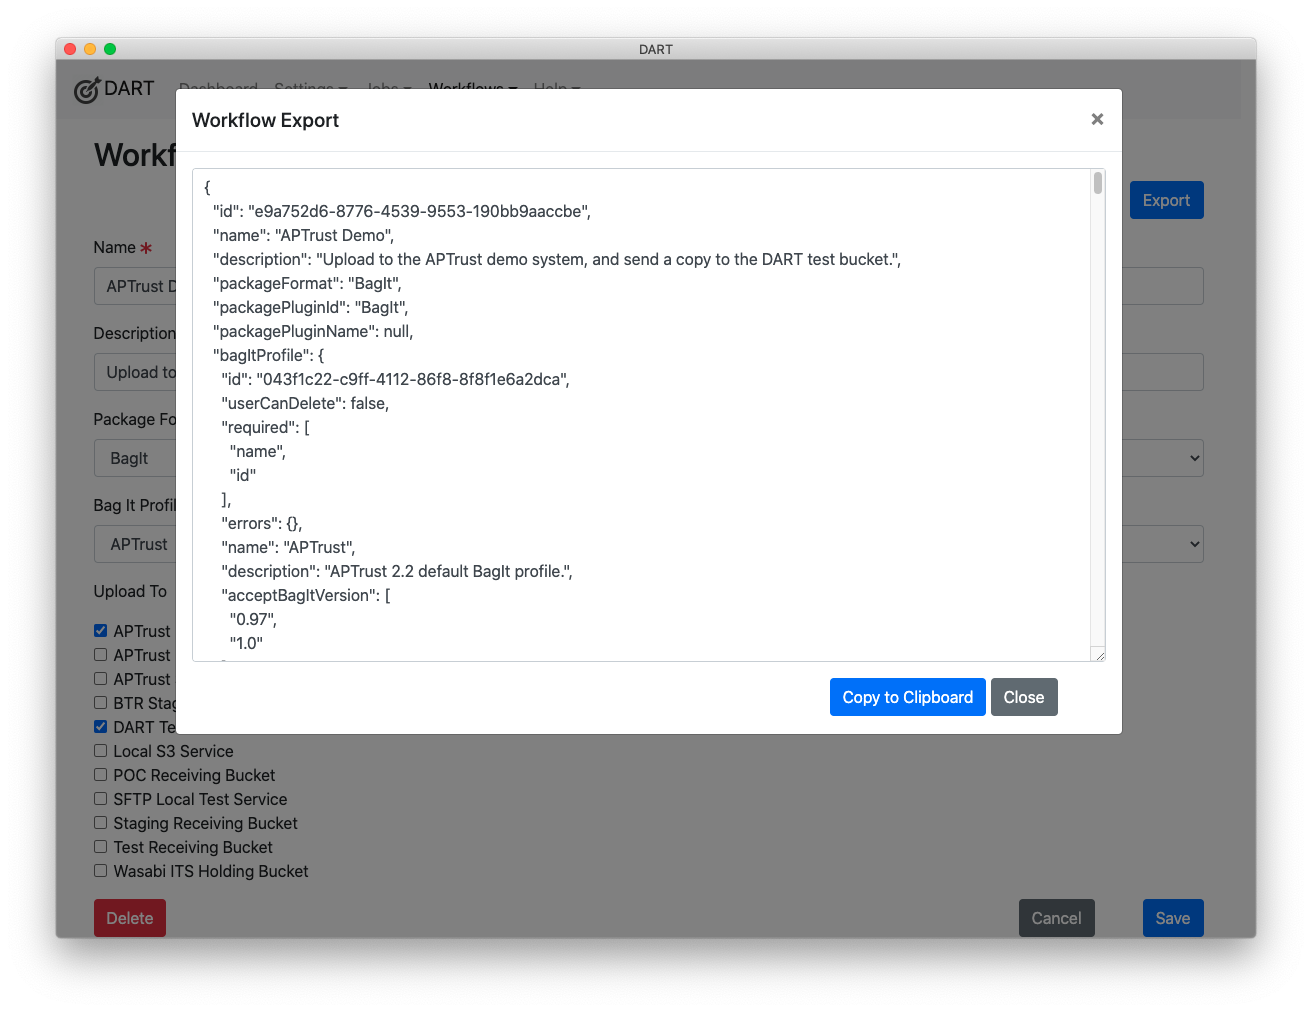 DART
DART Dashboard Settings Jobs Workflows Help
Workf
Workflow Export
×
Export
{
"id": "e9a752d6-8776-4539-9553-190bb9aaccbe",
"name": "APTrust Demo",
"description": "Upload to the APTrust demo system, and send a copy to the DART test bucket.",
"packageFormat": "BagIt",
"packagePluginId": "BagIt",
"packagePluginName": null,
"bagItProfile": {
"id": "043f1c22-c9ff-4112-86f8-8f8f1e6a2dca",
"userCanDelete": false,
"required": [
"name",
"id"
],
"errors": {},
"name": "APTrust",
"description": "APTrust 2.2 default BagIt profile.",
"acceptBagItVersion": [
"0.97",
"1.0"
Copy to Clipboard Close
Name *
APTrust D
Description
Upload to
Package Fo
BagIt
Bag It Profil
APTrust
Upload To
APTrust
APTrust
APTrust
BTR Stag
DART Te
Local S3 Service
POC Receiving Bucket
SFTP Local Test Service
Staging Receiving Bucket
Test Receiving Bucket
Wasabi ITS Holding Bucket
Delete Cancel Save